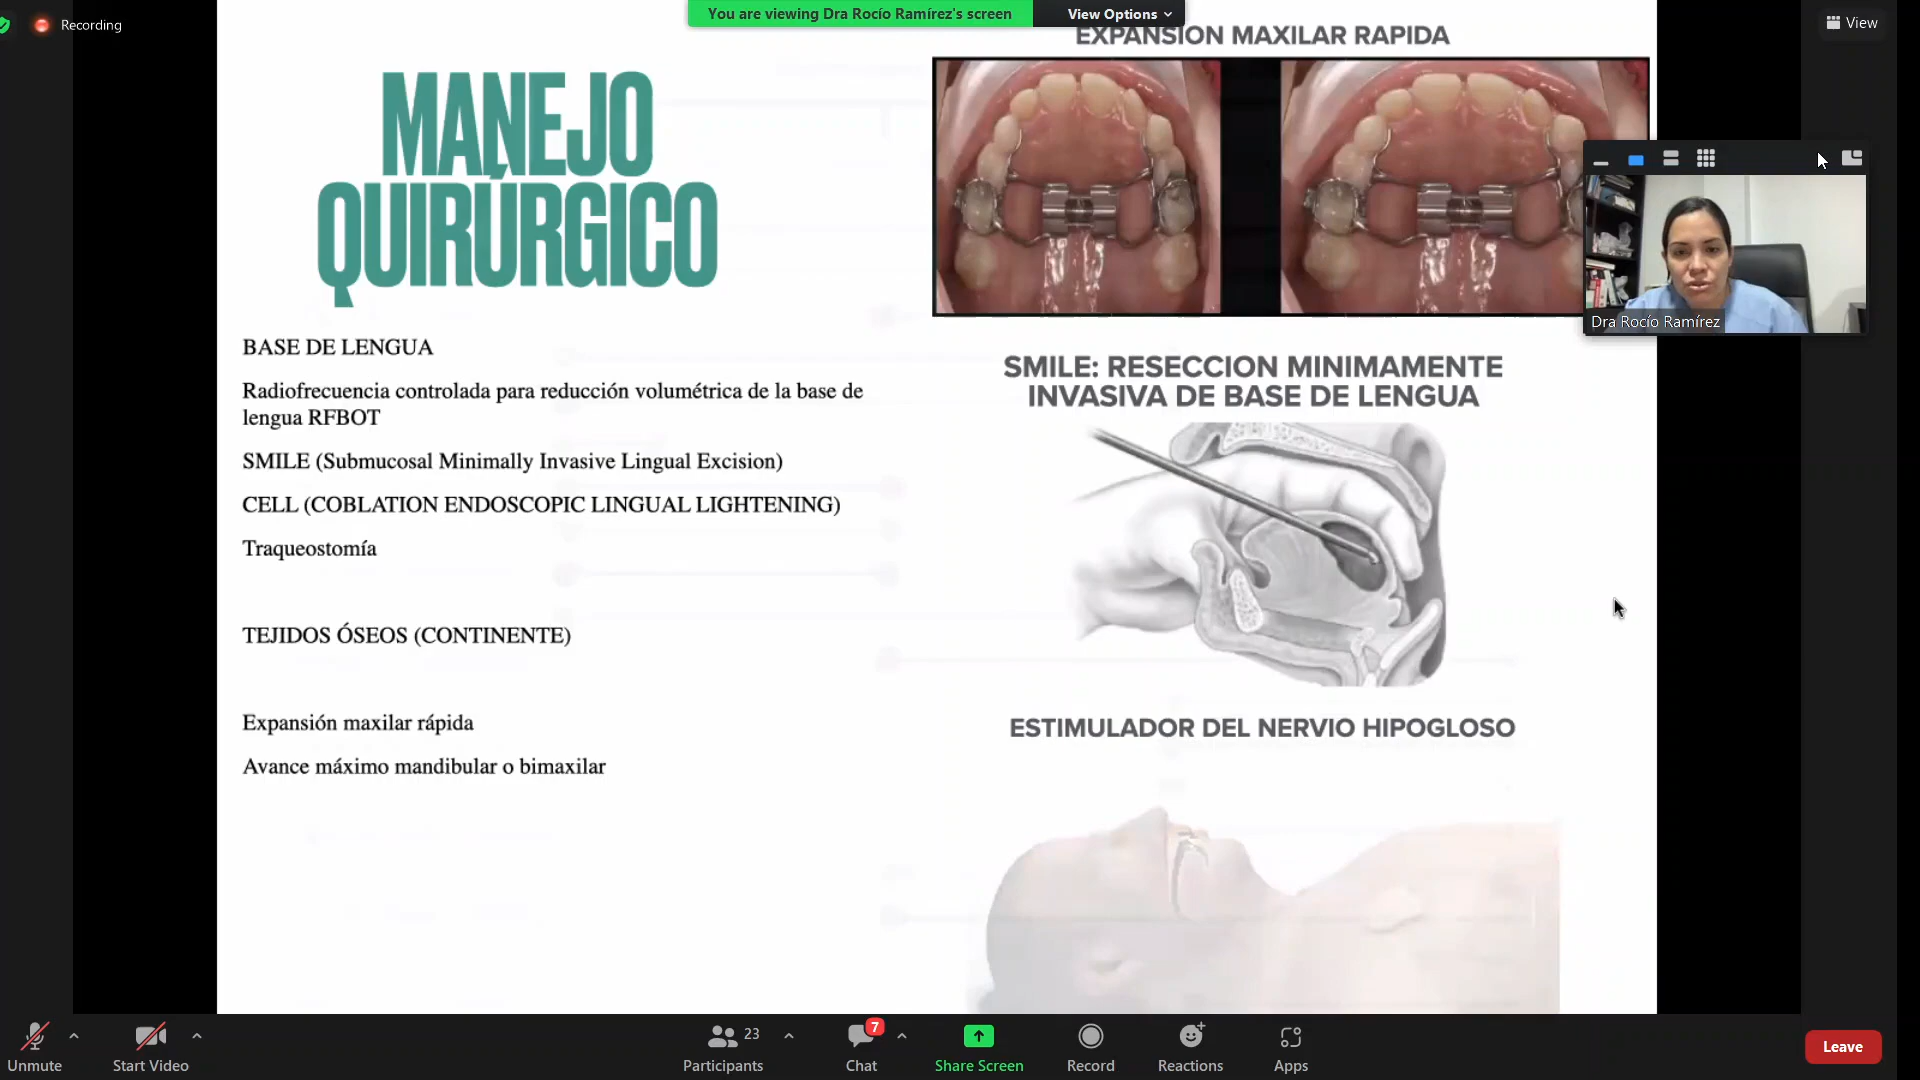 Recording
You are viewing Dra Rocío Ramírez's screen
View Options
View
EXPANSION MAXILAR RAPIDA
MANEJO
QUIRÚRGICO
Dra Rocío Ramírez
BASE DE LENGUA
Radiofrecuencia controlada para reducción volumétrica de la base de
lengua RFBOT
SMILE (Submucosal Minimally Invasive Lingual Excision)
CELL (COBLATION ENDOSCOPIC LINGUAL LIGHTENING)
Traqueostomía
TEJIDOS ÓSEOS (CONTINENTE)
Expansión maxilar rápida
Avance máximo mandibular o bimaxilar
SMILE: RESECCION MINIMAMENTE
INVASIVA DE BASE DE LENGUA
ESTIMULADOR DEL NERVIO HIPOGLOSO
Unmute
Start Video
23
Participants
7
Chat
Share Screen
Record
Reactions
Apps
Leave